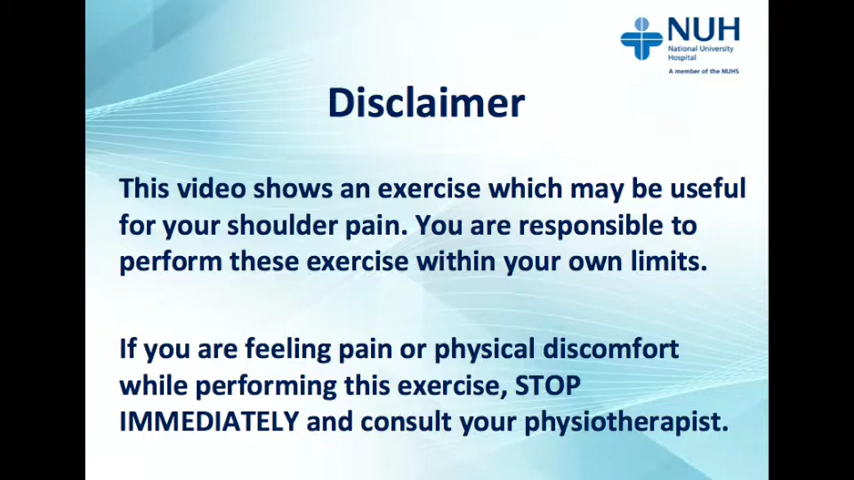 NUH
National University
Hospital
A member of the NUHS
Disclaimer
This video shows an exercise which may be useful
for your shoulder pain. You are responsible to
perform these exercise within your own limits.
If you are feeling pain or physical discomfort
while performing this exercise, STOP
IMMEDIATELY and consult your physiotherapist.